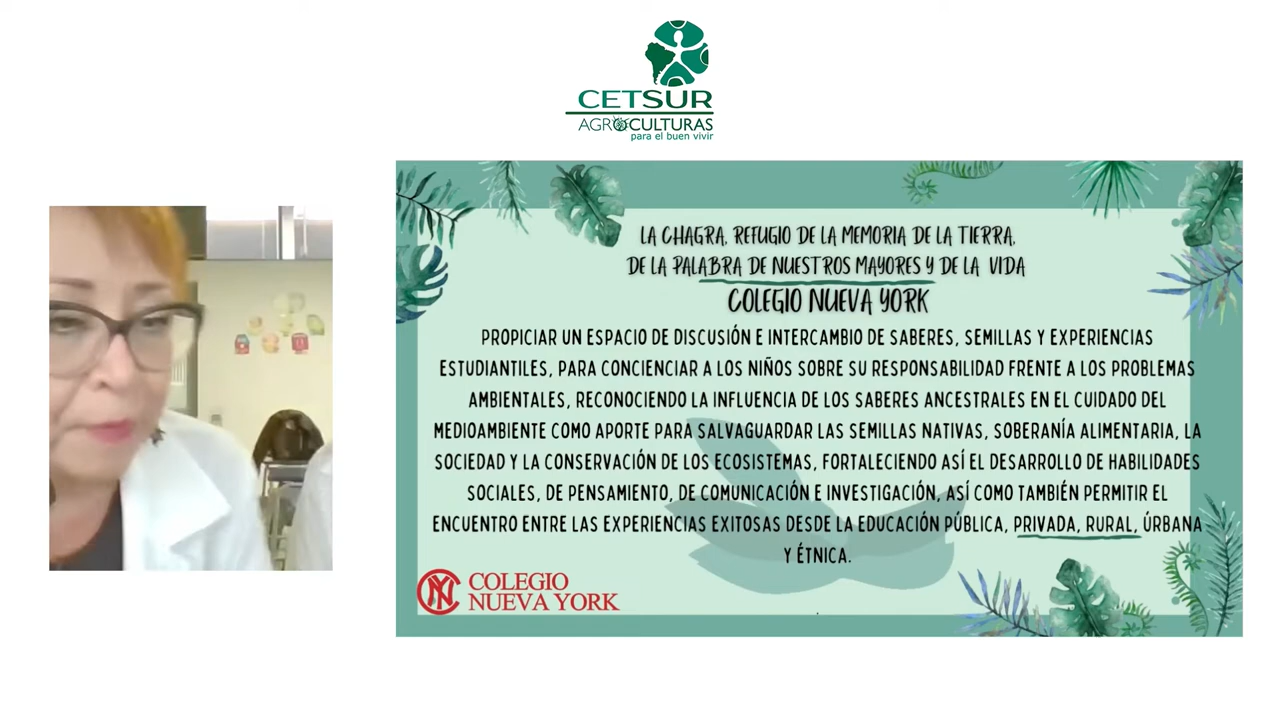 CETSUR
AGROCULTURAS
para el buen vivir
LA CHAGRA, REFUGIO DE LA MEMORIA DE LA TIERRA,
DE LA PALABRA DE NUESTROS MAYORES Y DE LA VIDA
COLEGIO NUEVA YORK
PROPICIAR UN ESPACIO DE DISCUSIÓN E INTERCAMBIO DE SABERES, SEMILLAS Y EXPERIENCIAS
ESTUDIANTILES, PARA CONCIENCIAR A LOS NIÑOS SOBRE SU RESPONSABILIDAD FRENTE A LOS PROBLEMAS
AMBIENTALES, RECONOCIENDO LA INFLUENCIA DE LOS SABERES ANCESTRALES EN EL CUIDADO DEL
MEDIOAMBIENTE COMO APORTE PARA SALVAGUARDAR LAS SEMILLAS NATIVAS, SOBERANÍA ALIMENTARIA, LA
SOCIEDAD Y LA CONSERVACIÓN DE LOS ECOSISTEMAS, FORTALECIENDO ASÍ EL DESARROLLO DE HABILIDADES
SOCIALES, DE PENSAMIENTO, DE COMUNICACIÓN E INVESTIGACIÓN, ASÍ COMO TAMBIÉN PERMITIR EL
ENCUENTRO ENTRE LAS EXPERIENCIAS EXITOSAS DESDE LA EDUCACIÓN PÚBLICA, PRIVADA, RURAL, ÚRBANA
Y ÉTNICA.
NY COLEGIO
NUEVA YORK